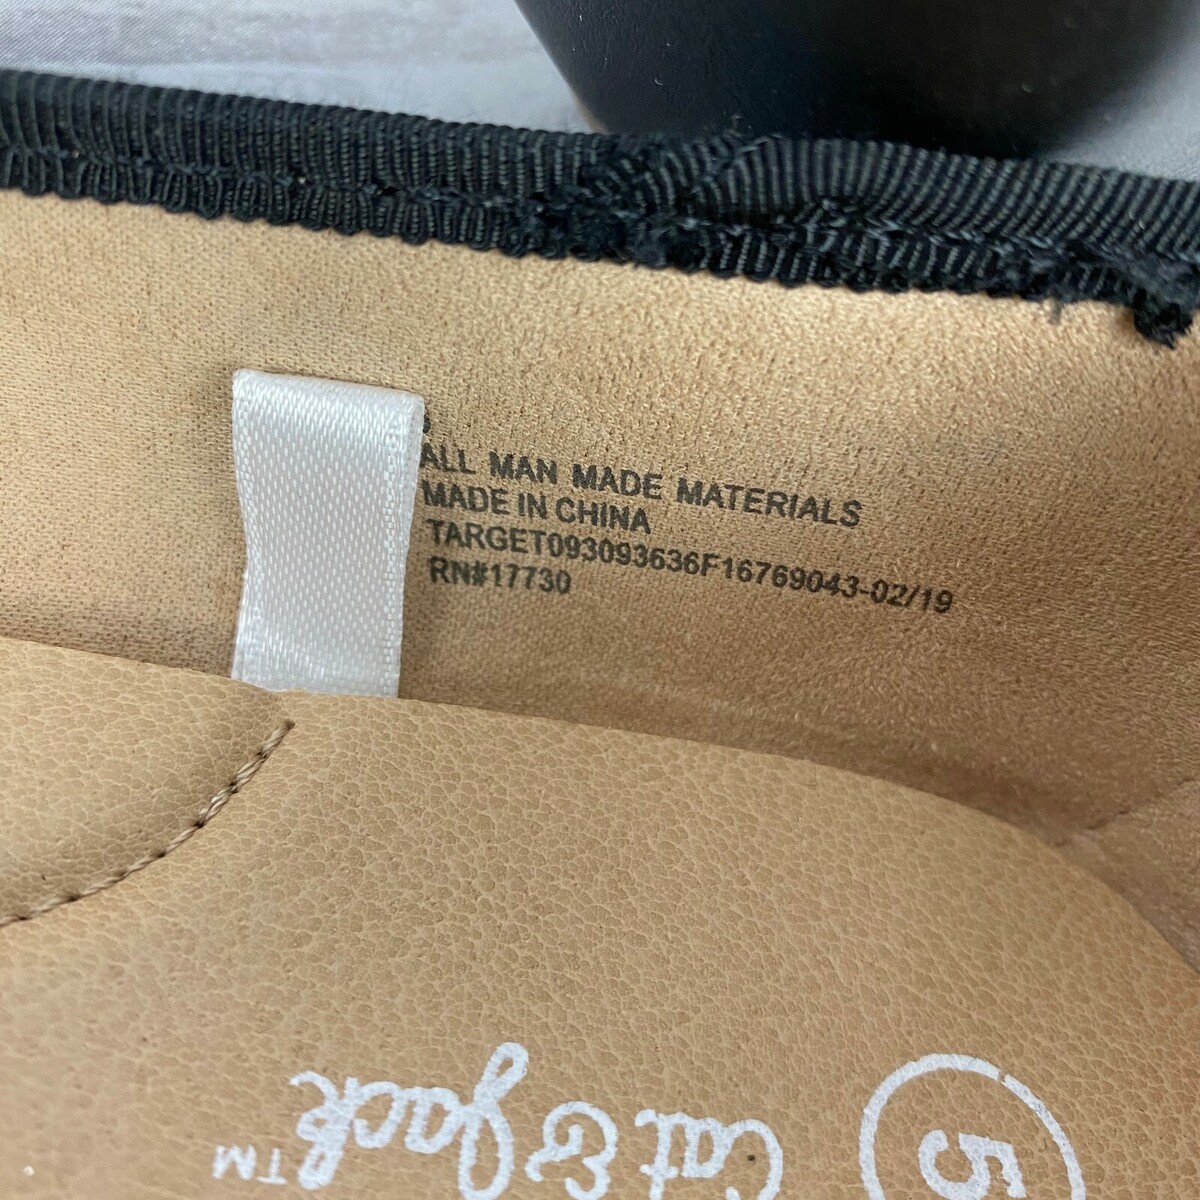 ALL MAN MADE MATERIALS
MADE IN CHINA
TARGET093093636F16769043-02/19
RN#17730
Cat & Jack™
5